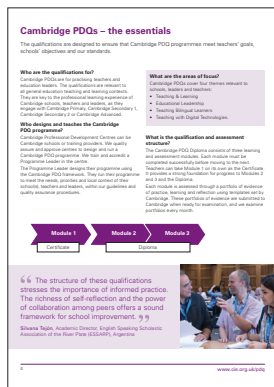 Cambridge PDQs – the essentials
The qualifications are designed to ensure that Cambridge PDQ programmes meet teachers' goals,
schools' objectives and our standards.
Who are the qualifications for?
Cambridge PDQs are for practising teachers and
education leaders. The qualifications are relevant to
all general education teaching and learning contexts.
They are key to the professional learning experience of
Cambridge schools, teachers and leaders, as they
engage with Cambridge Primary, Cambridge
Secondary 1, Cambridge Secondary 2 or Cambridge Advanced.
Who designs and teaches the Cambridge
PDQ programme?
Cambridge Professional Development Centres can be
Cambridge schools or training providers. We quality
assure and approve centres to design and run a
Cambridge PDQ programme. We train and accredit a
Programme Leader in the centre.
The Programme Leader designs their programme using
the Cambridge PDQ framework. They run their programme
to meet the needs, priorities and local context of their
school(s), teachers and leaders, within our guidelines and
quality assurance procedures.
What are the areas of focus?
Cambridge PDQs cover four themes relevant to
schools, leaders and teachers:
• Teaching & Learning
• Educational Leadership
• Teaching Bilingual Learners
• Teaching with Digital Technologies
What is the qualification and assessment
structure?
The Cambridge PDQ Diploma consists of three learning
and assessment modules. Each module must be
completed successfully before moving to the next.
Teachers can take Module 1 on its own as the Certificate
It provides a strong foundation for progress to Modules 2
and 3 and the Diploma.
Each module is assessed through a portfolio of evidence
of practice, learning and reflection using templates set by
Cambridge. These portfolios of evidence are submitted to
Cambridge when ready for examination, and we examine
portfolios every month.
Module 1
Module 2
Module 3
Certificate
Diploma
“ The structure of these qualifications
stresses the importance of informed practice.
The richness of self-reflection and the power
of collaboration among peers offers a sound
framework for school improvement. ”
Silvana Tejón, Academic Director, English Speaking Scholastic
Association of the River Plate (ESSARP), Argentina
4
www.cie.org.uk/pdq